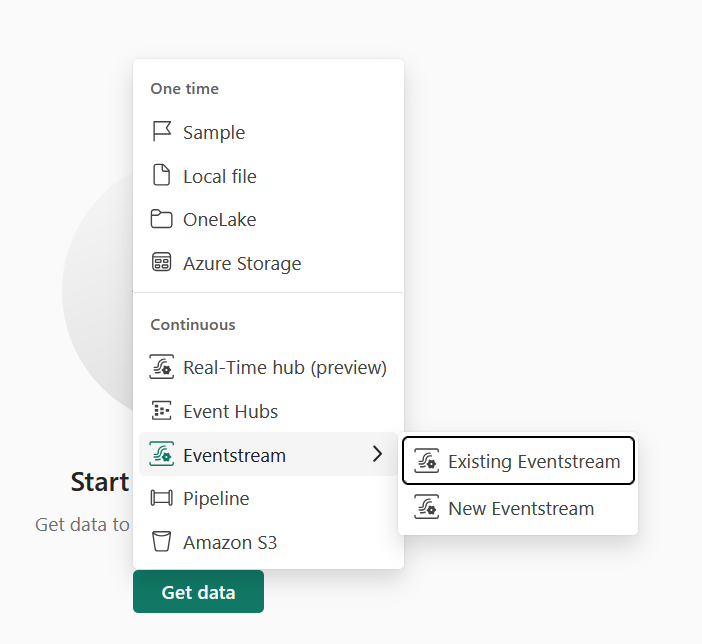 One time
Sample
Local file
OneLake
Azure Storage
Continuous
Real-Time hub (preview)
Event Hubs
Eventstream
Existing Eventstream
New Eventstream
Pipeline
Amazon S3
Start
Get data to
Get data